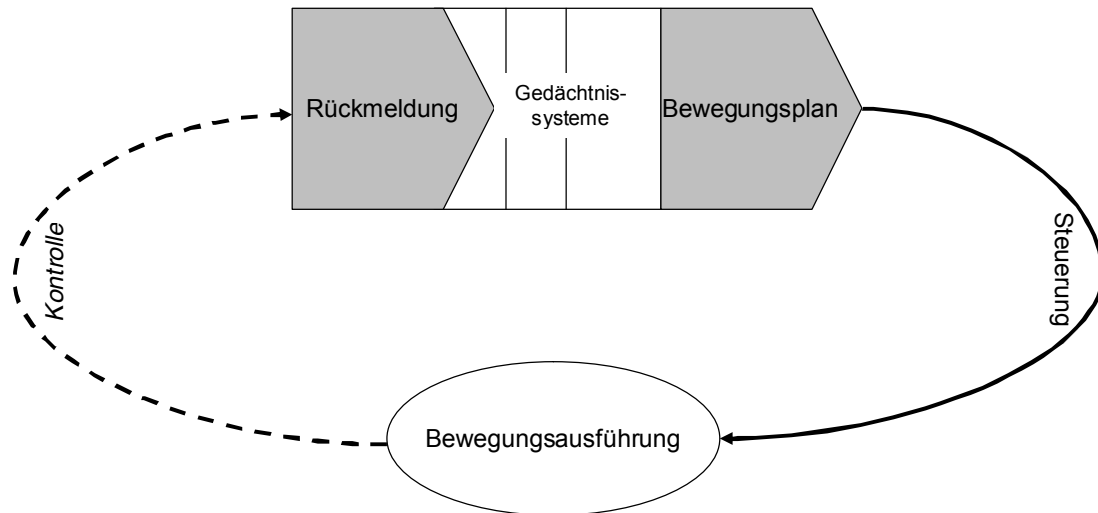 Rückmeldung
Gedächtnis-
systeme
Bewegungsplan
Kontrolle
Steuerung
Bewegungsausführung